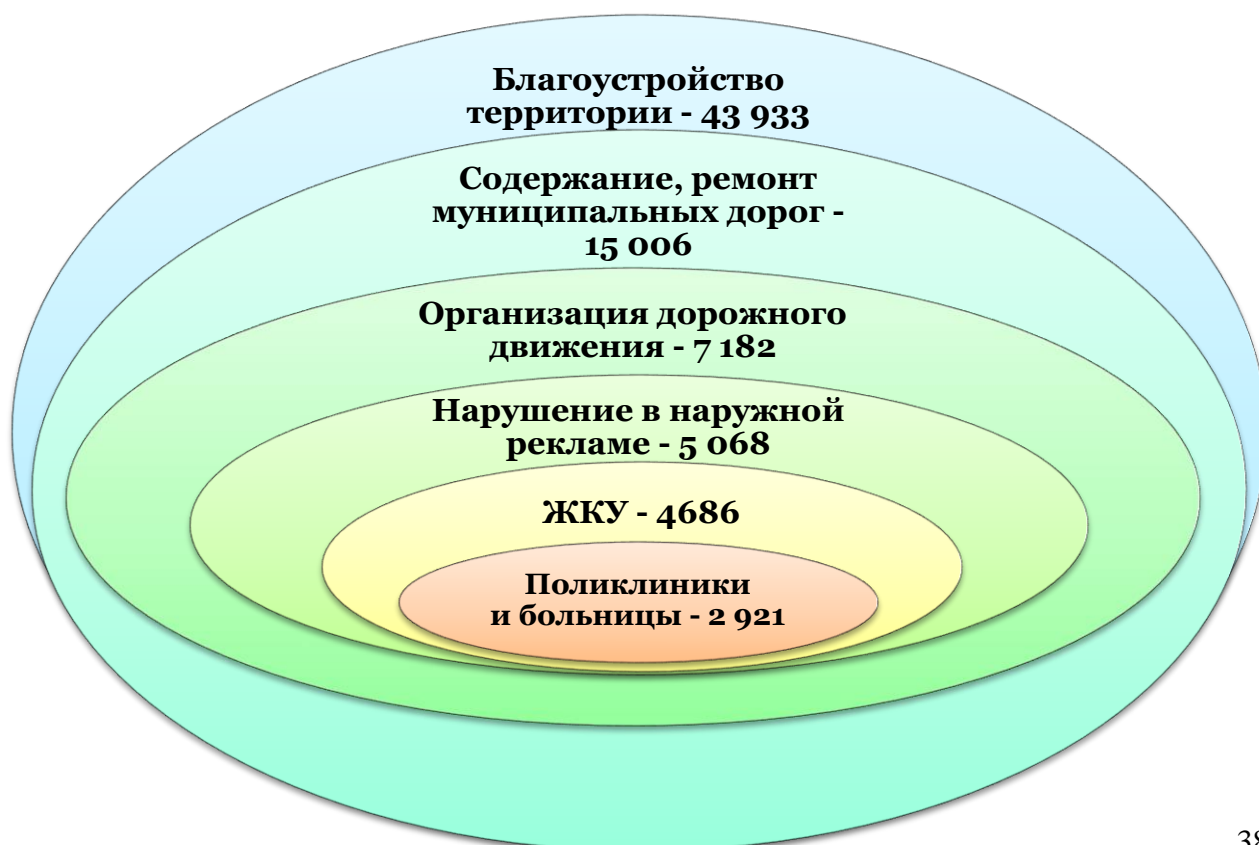 Благоустройство
территории - 43 933
Содержание, ремонт
муниципальных дорог -
15 006
Организация дорожного
движения - 7 182
Нарушение в наружной
рекламе - 5 068
ЖКУ - 4686
Поликлиники
и больницы - 2 921
38